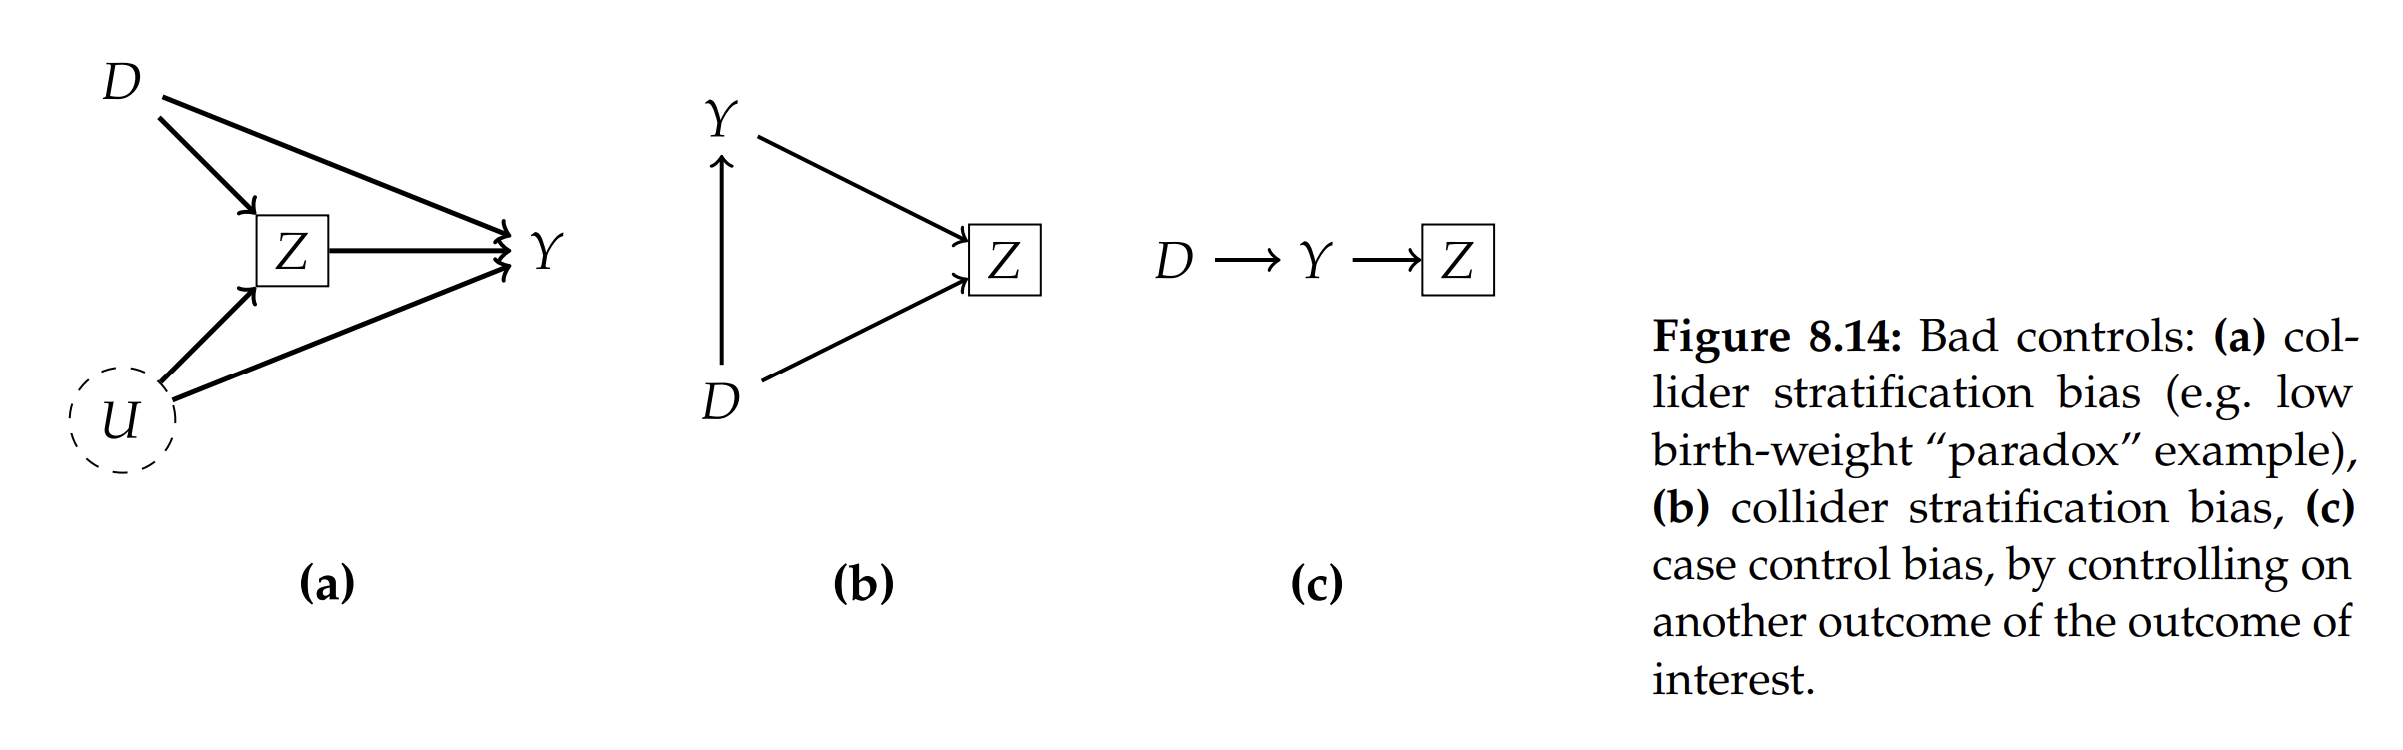 D
Z
Y
U
(a)
Y
D
Z
(b)
D
Y
Z
(c)
Figure 8.14: Bad controls: (a) col-
lider stratification bias (e.g. low
birth-weight “paradox” example),
(b) collider stratification bias, (c)
case control bias, by controlling on
another outcome of the outcome of
interest.